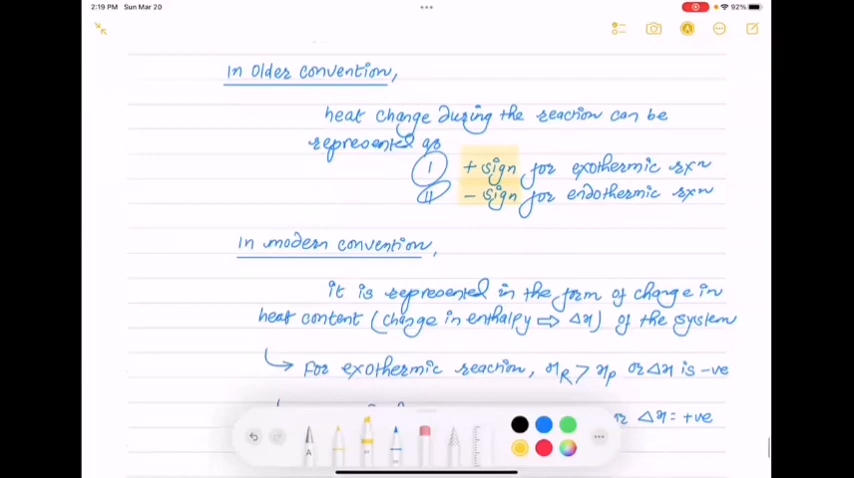 2:19 PM Sun Mar 20
92%
In Older convention,
heat change during the reaction can be
represented as
I + sign for exothermic rxn
II - sign for endothermic rxn
In modern convention,
it is represented in the form of change in
heat content (change in enthalpy ⇨ ΔH) of the system
↳ For exothermic reaction, HR > HP or ΔH is -ve
or ΔH = +ve
A